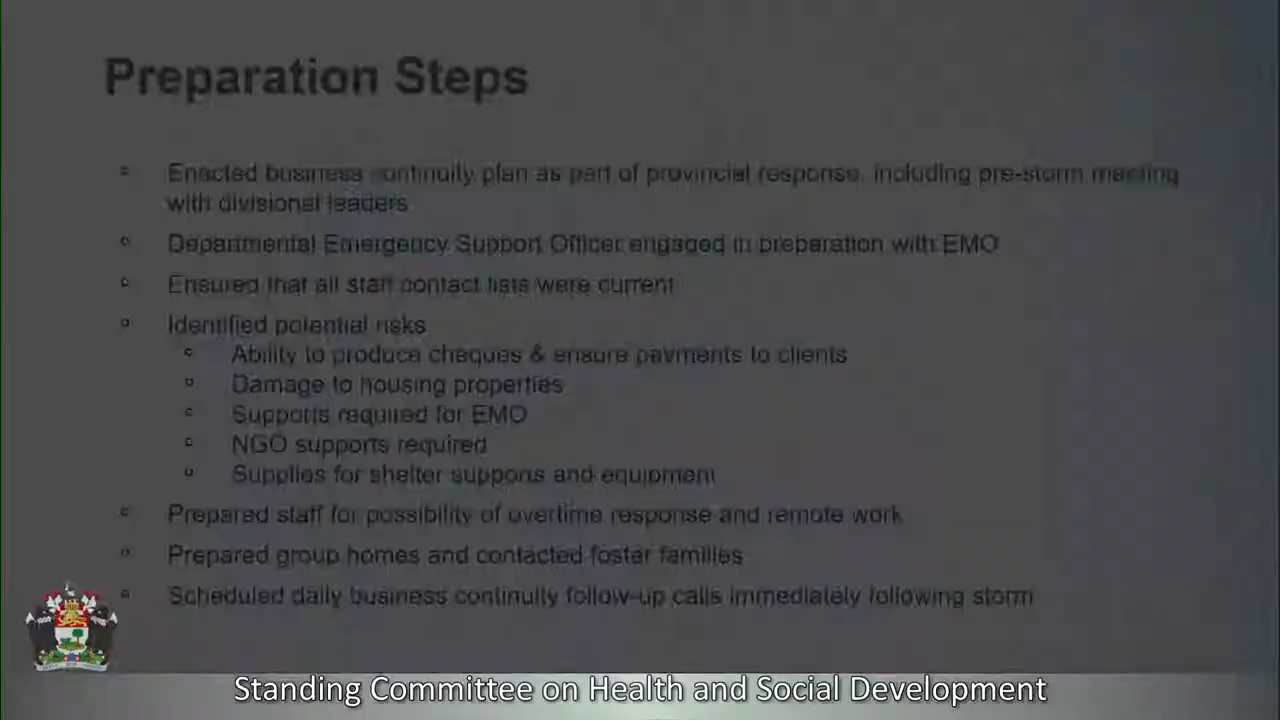 Preparation Steps
Enacted business continuity plan as part of provincial response, including pre-storm meeting
with divisional leaders
Departmental Emergency Support Officer engaged in preparation with EMO
Ensured that all staff contact lists were current
Identified potential risks
Ability to produce cheques & ensure payments to clients
Damage to housing properties
Supports required for EMO
NGO supports required
Supplies for shelter supports and equipment
Prepared staff for possibility of overtime response and remote work
Prepared group homes and contacted foster families
Scheduled daily business continuity follow-up calls immediately following storm
Standing Committee on Health and Social Development